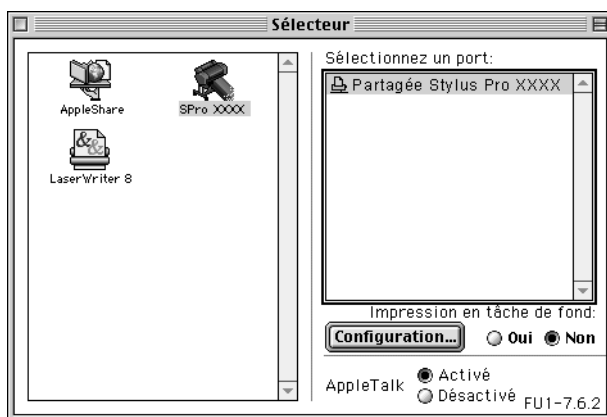 Sélecteur
AppleShare
SPro XXXX
LaserWriter 8
Sélectionnez un port:
Partagée Stylus Pro XXXX
Impression en tâche de fond:
Configuration...
Oui
Non
AppleTalk
Activé
Désactivé
FU1-7.6.2